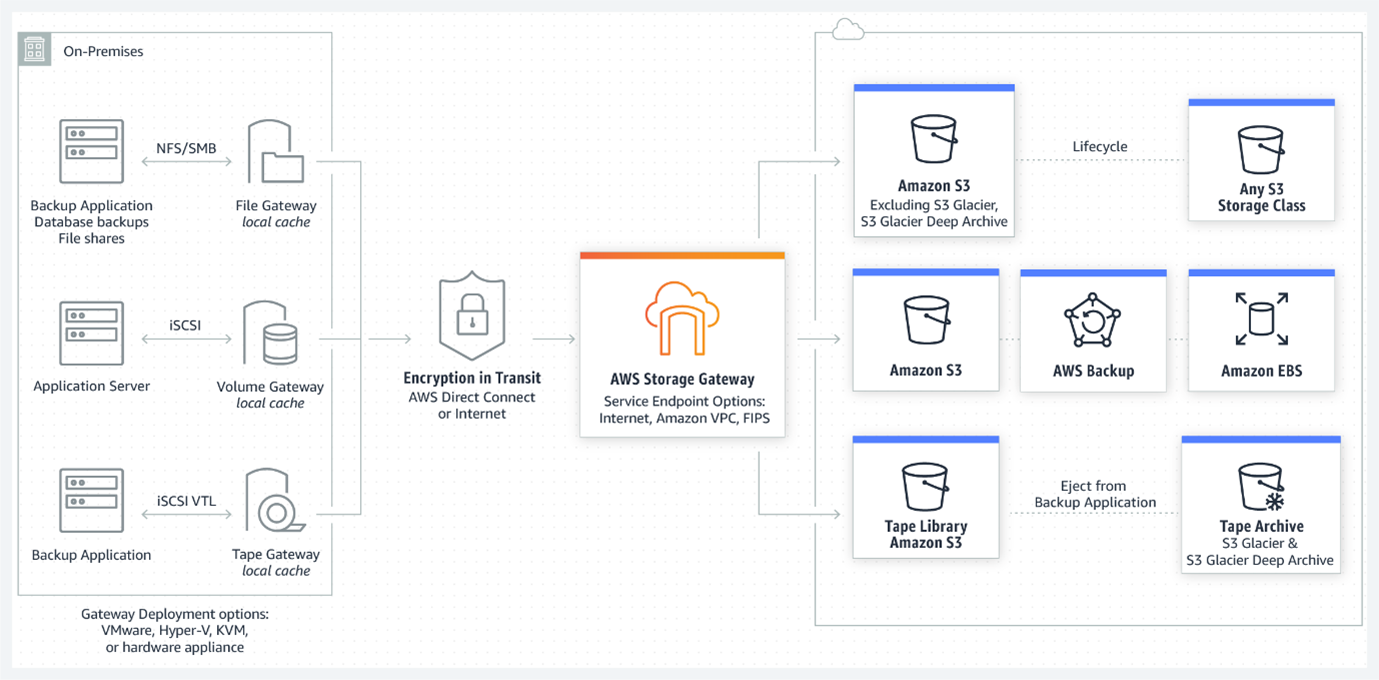 On-Premises
NFS/SMB
Backup Application
Database backups
File shares
File Gateway
local cache
iSCSI
Application Server
Volume Gateway
local cache
iSCSI VTL
Backup Application
Tape Gateway
local cache
Gateway Deployment options:
VMware, Hyper-V, KVM,
or hardware appliance
Encryption in Transit
AWS Direct Connect
or Internet
AWS Storage Gateway
Service Endpoint Options:
Internet, Amazon VPC, FIPS
Amazon S3
Excluding S3 Glacier,
S3 Glacier Deep Archive
Lifecycle
Any S3
Storage Class
Amazon S3
AWS Backup
Amazon EBS
Tape Library
Amazon S3
Eject from
Backup Application
Tape Archive
S3 Glacier &
S3 Glacier Deep Archive